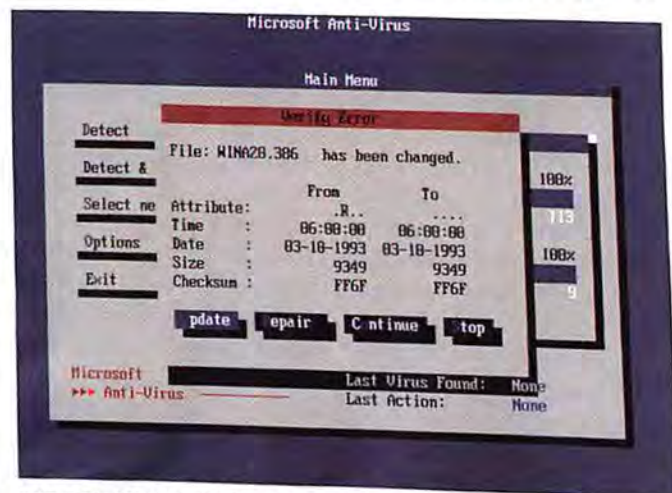 Microsoft Anti-Virus
Main Menu
Verify Error
Detect
File: WINA20.386 has been changed.
Detect &
100%
From To
Select ne
Attribute: .R.. ....
113
Time : 06:00:00 06:00:00
Options
Date : 03-10-1993 03-10-1993
100%
Size : 9349 9349
Exit
Checksum : FF6F FF6F
9
pdate epair C ntinue top
Microsoft
Last Virus Found: None
►►► Anti-Virus
Last Action: None